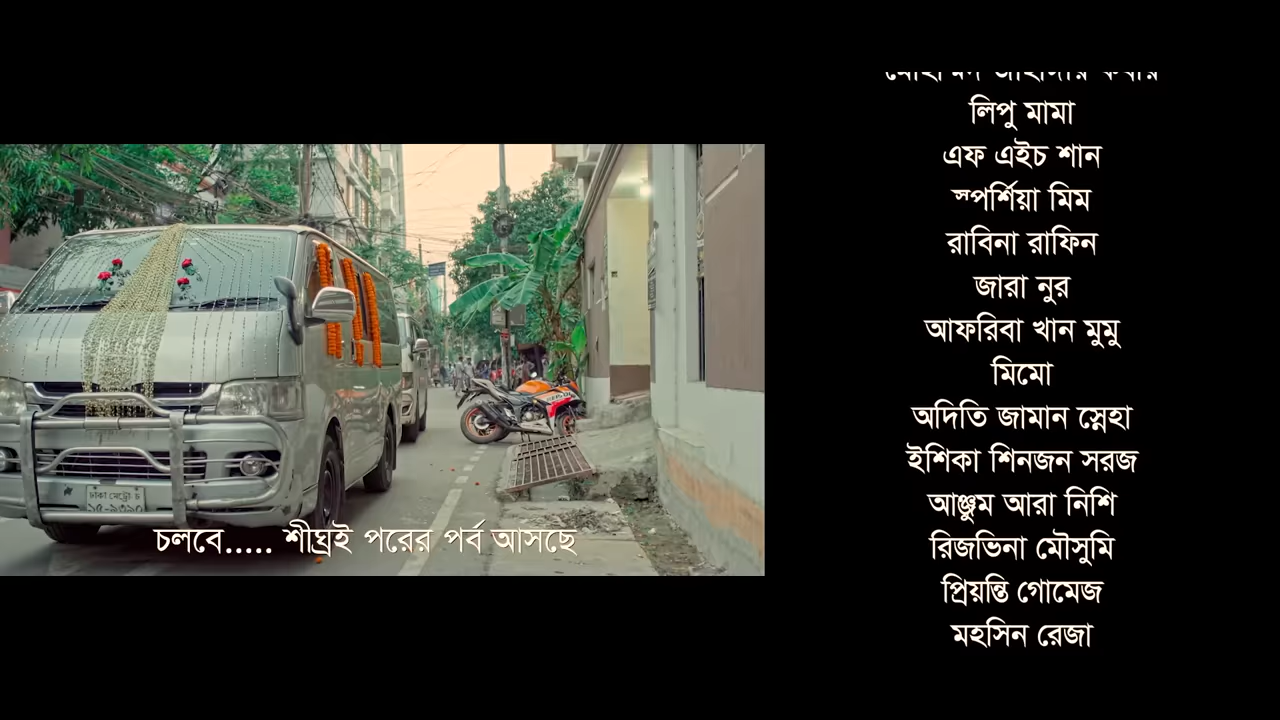 চলবে..... শীঘ্রই পরের পর্ব আসছে
লিপু মামা
এফ এইচ শান
স্পর্শিয়া মিম
রাবিনা রাফিন
জারা নুর
আফরিবা খান মুমু
মিমো
অদিতি জামান স্নেহা
ইশিকা শিনজন সরজ
আঞ্জুম আরা নিশি
রিজভিনা মৌসুমি
প্রিয়ন্তি গোমেজ
মহসিন রেজা
ঢাকা মেট্রো চ